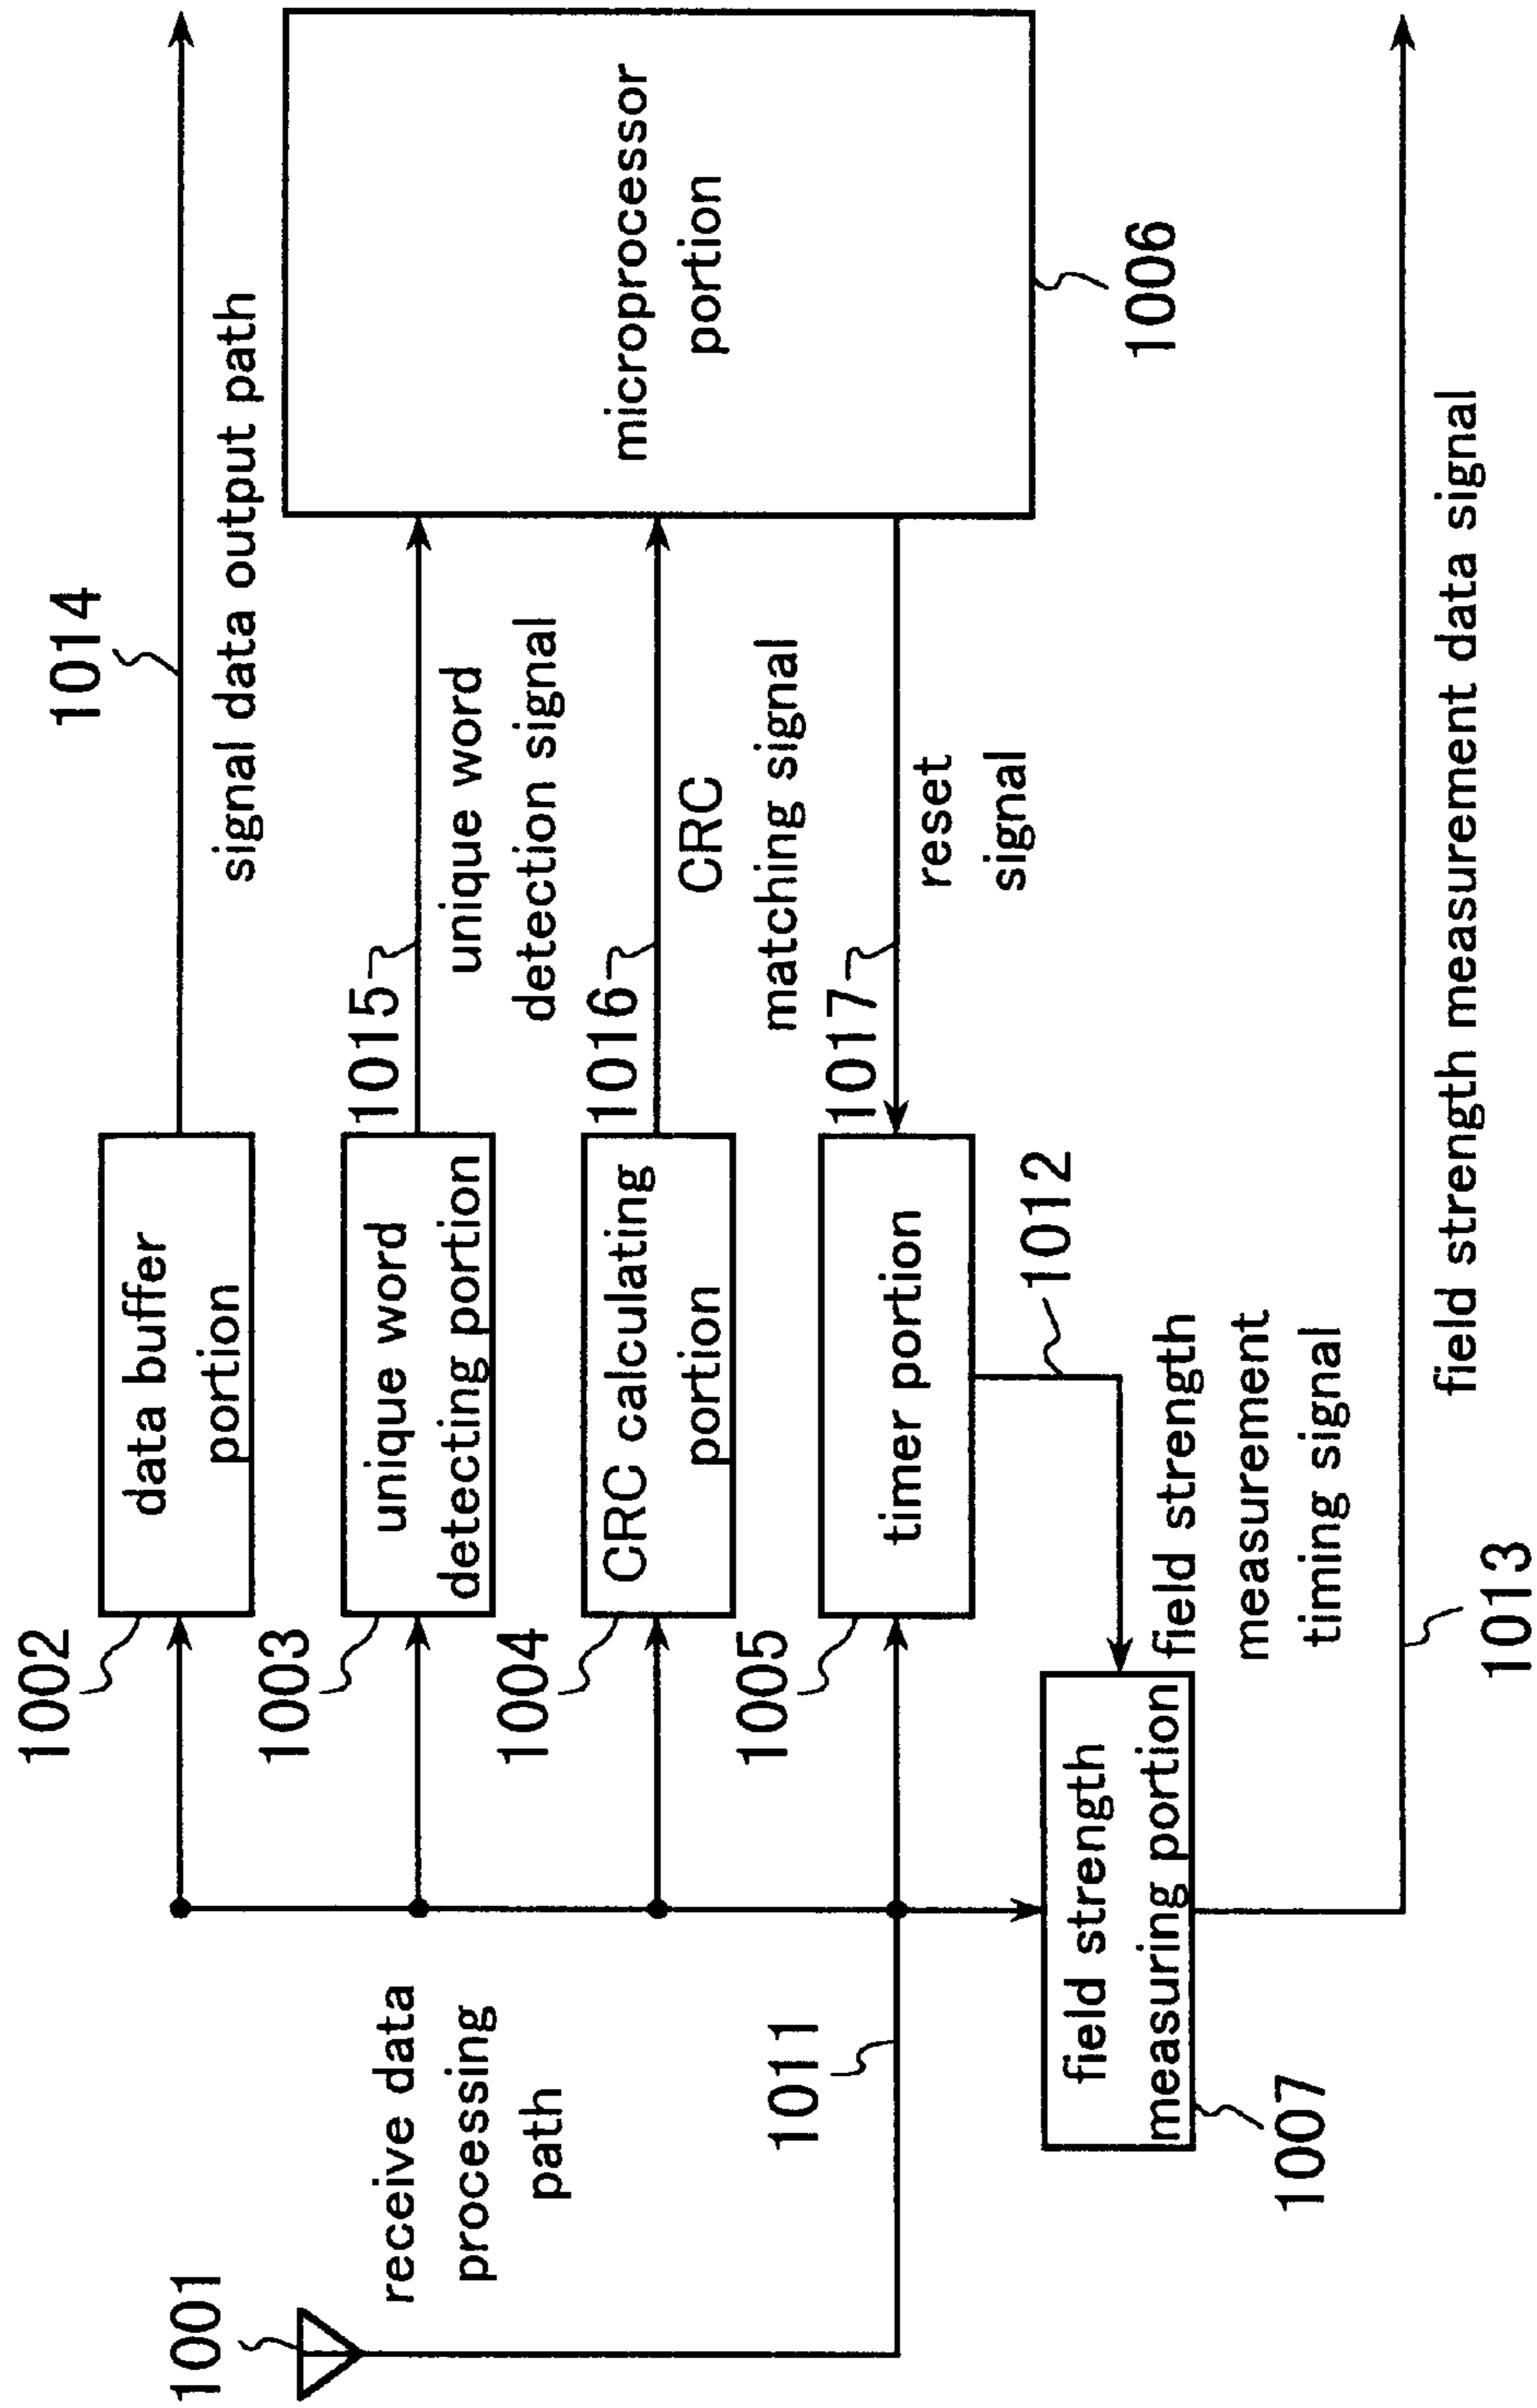 1001
receive data
processing
path
1011
1002
data buffer
portion
1014
signal data output path
1003
unique word
detecting portion
1015
unique word
detection signal
1004
CRC calculating
portion
1016
CRC
matching signal
1005
timer portion
1017
reset
signal
microprocessor
portion
1006
1012
field strength
measurement
timing signal
field strength
measuring portion
1007
1013
field strength measurement data signal